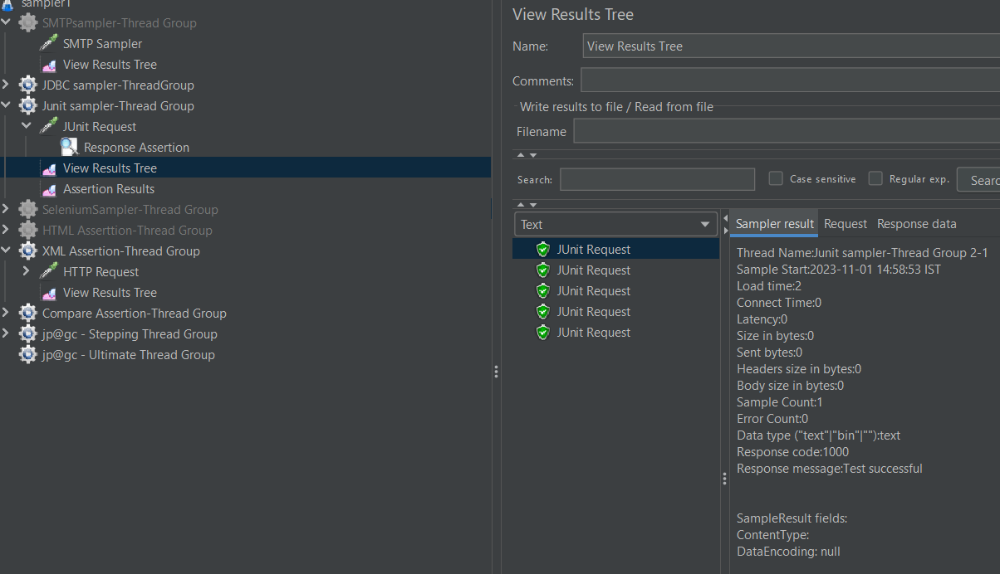 sampler1
SMTPsampler-Thread Group
SMTP Sampler
View Results Tree
JDBC sampler-ThreadGroup
Junit sampler-Thread Group
JUnit Request
Response Assertion
View Results Tree
Assertion Results
SeleniumSampler-Thread Group
HTML Asserttion-Thread Group
XML Assertion-Thread Group
HTTP Request
View Results Tree
Compare Assertion-Thread Group
jp@gc - Stepping Thread Group
jp@gc - Ultimate Thread Group
View Results Tree
Name: View Results Tree
Comments:
Write results to file / Read from file
Filename
Search: Case sensitive Regular exp. Searc
Text
JUnit Request
JUnit Request
JUnit Request
JUnit Request
JUnit Request
Sampler result Request Response data
Thread Name:Junit sampler-Thread Group 2-1
Sample Start:2023-11-01 14:58:53 IST
Load time:2
Connect Time:0
Latency:0
Size in bytes:0
Sent bytes:0
Headers size in bytes:0
Body size in bytes:0
Sample Count:1
Error Count:0
Data type ("text"|"bin"|""):text
Response code:1000
Response message:Test successful
SampleResult fields:
ContentType:
DataEncoding: null